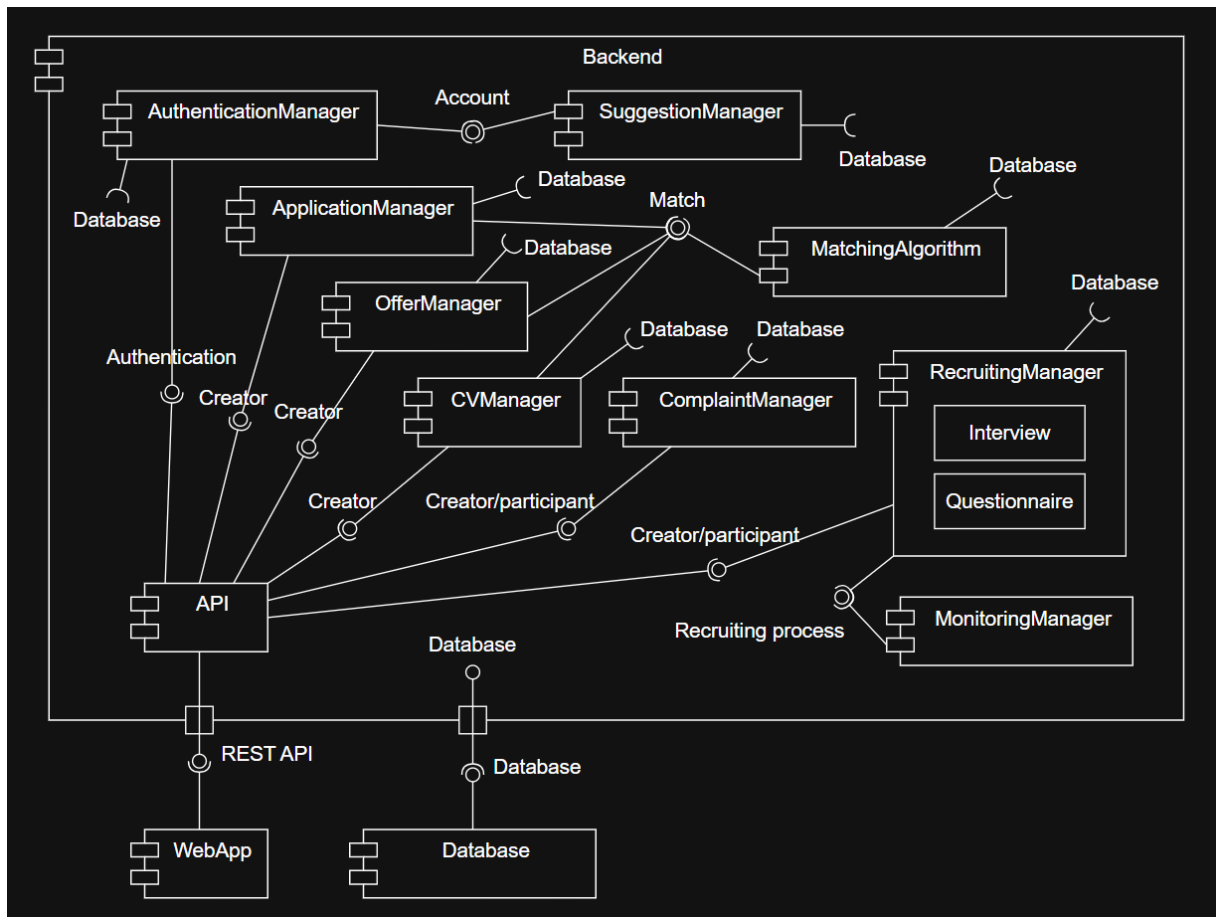 Backend
AuthenticationManager
Account
SuggestionManager
Database
Database
ApplicationManager
Database
Match
Database
MatchingAlgorithm
Database
OfferManager
Database
Database
Database
Authentication
Creator
Creator
CVManager
ComplaintManager
RecruitingManager
Interview
Questionnaire
Creator
Creator/participant
Creator/participant
API
Recruiting process
MonitoringManager
Database
REST API
Database
WebApp
Database